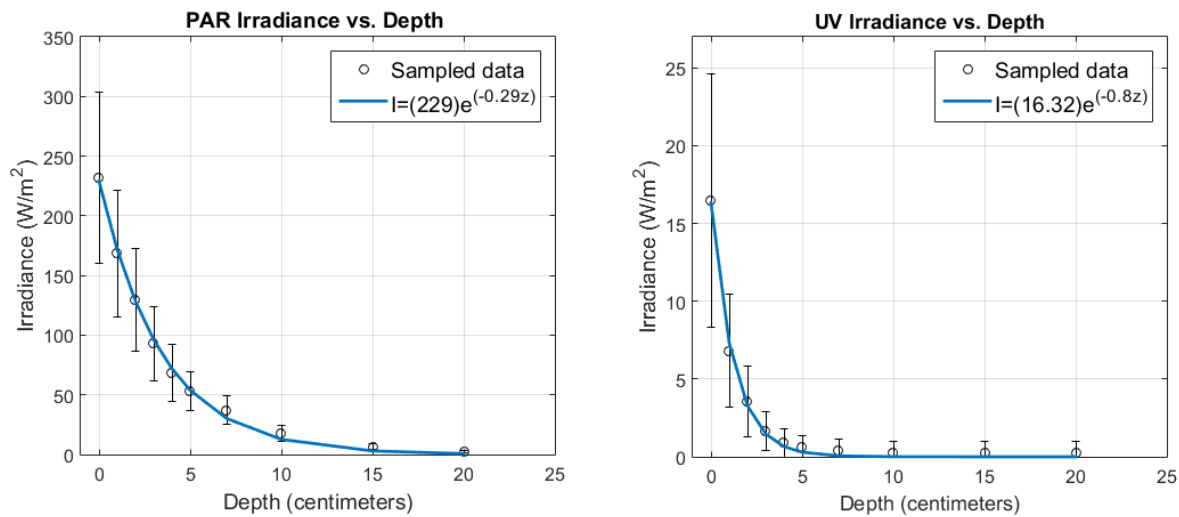 PAR Irradiance vs. Depth
350
300
250
200
150
100
50
0
Irradiance (W/m²)
Sampled data
I=(229)e^(-0.29z)
0 5 10 15 20 25
Depth (centimeters)
UV Irradiance vs. Depth
25
20
15
10
5
0
Irradiance (W/m²)
Sampled data
I=(16.32)e^(-0.8z)
0 5 10 15 20 25
Depth (centimeters)